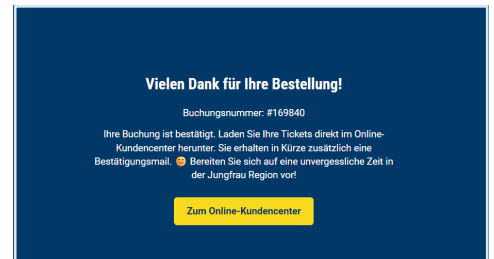 Vielen Dank für Ihre Bestellung!
Buchungsnummer: #169840
Ihre Buchung ist bestätigt. Laden Sie Ihre Tickets direkt im Online-
Kundencenter herunter. Sie erhalten in Kürze zusätzlich eine
Bestätigungsmail. 😊 Bereiten Sie sich auf eine unvergessliche Zeit in
der Jungfrau Region vor!
Zum Online-Kundencenter